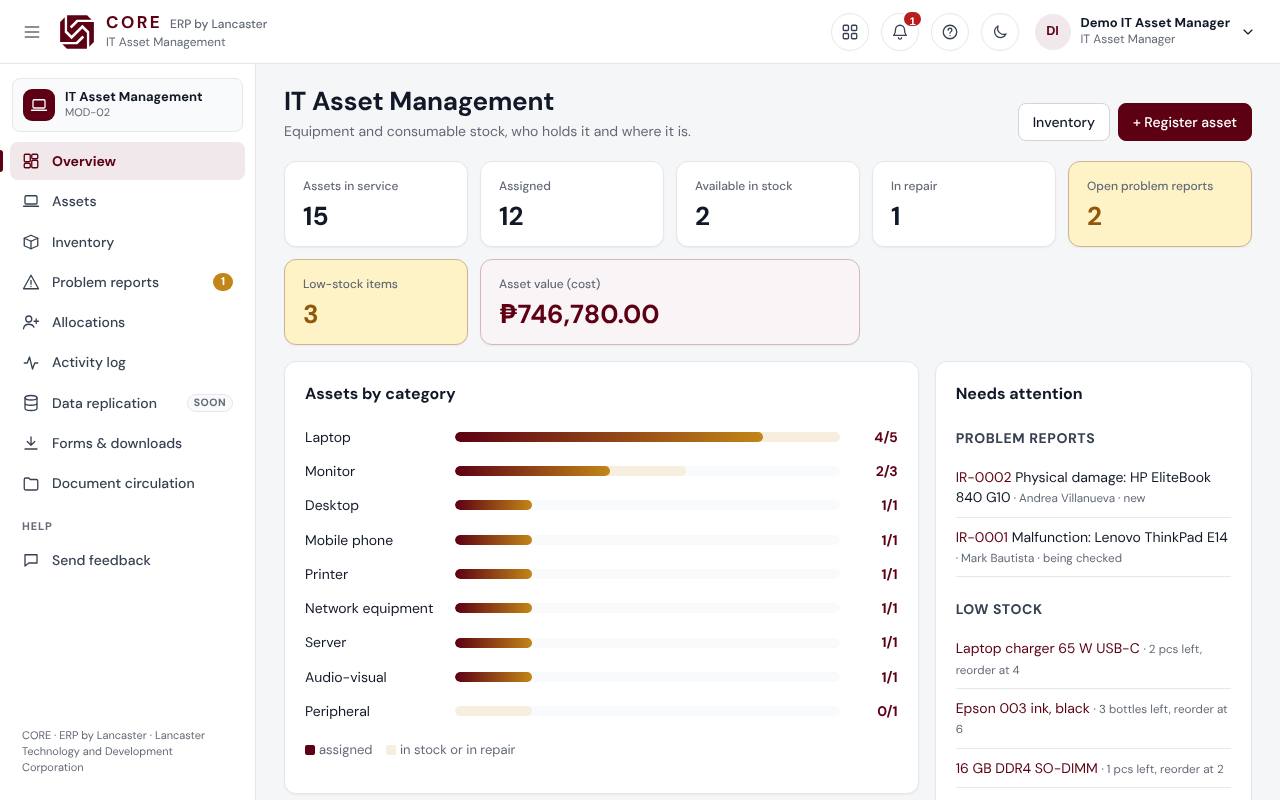 CORE ERP by Lancaster
IT Asset Management
1
DI
Demo IT Asset Manager
IT Asset Manager
IT Asset Management
MOD-02
Overview
Assets
Inventory
Problem reports 1
Allocations
Activity log
Data replication SOON
Forms & downloads
Document circulation
HELP
Send feedback
CORE · ERP by Lancaster · Lancaster
Technology and Development
Corporation
IT Asset Management
Equipment and consumable stock, who holds it and where it is.
Inventory
+ Register asset
Assets in service
15
Assigned
12
Available in stock
2
In repair
1
Open problem reports
2
Low-stock items
3
Asset value (cost)
₱746,780.00
Assets by category
Laptop 4/5
Monitor 2/3
Desktop 1/1
Mobile phone 1/1
Printer 1/1
Network equipment 1/1
Server 1/1
Audio-visual 1/1
Peripheral 0/1
assigned in stock or in repair
Needs attention
PROBLEM REPORTS
IR-0002 Physical damage: HP EliteBook
840 G10 · Andrea Villanueva · new
IR-0001 Malfunction: Lenovo ThinkPad E14
· Mark Bautista · being checked
LOW STOCK
Laptop charger 65 W USB-C · 2 pcs left,
reorder at 4
Epson 003 ink, black · 3 bottles left, reorder at
6
16 GB DDR4 SO-DIMM · 1 pcs left, reorder at 2